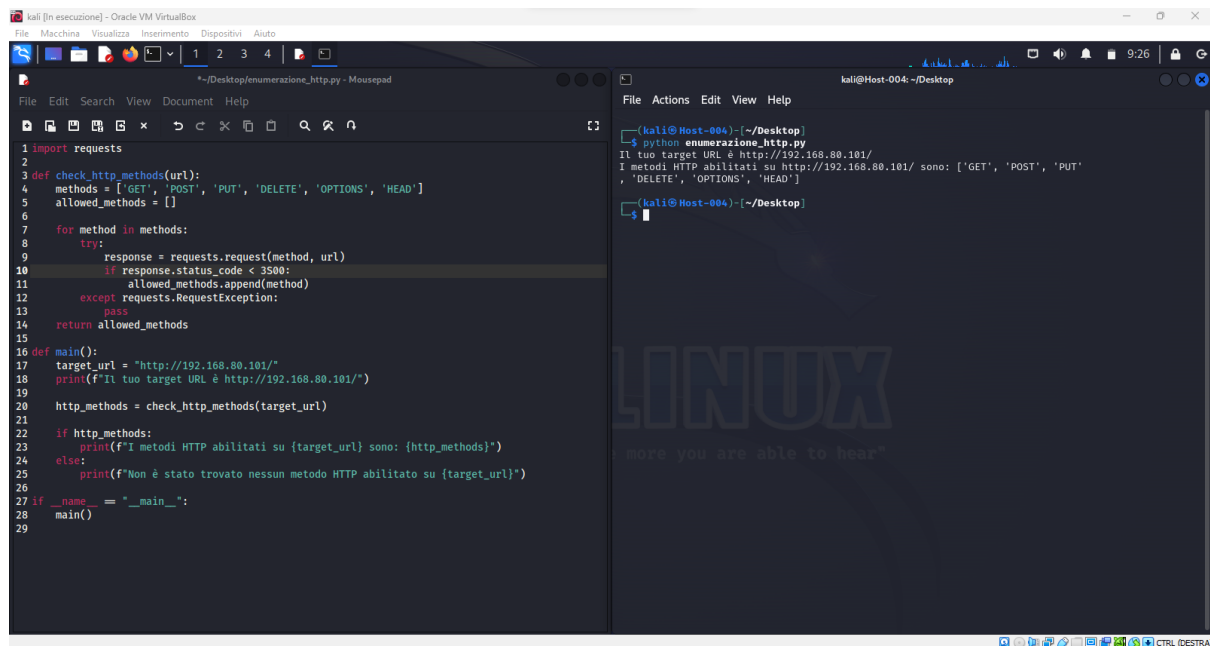 kali [In esecuzione] - Oracle VM VirtualBox
File Macchina Visualizza Inserimento Dispositivi Aiuto
1 2 3 4
9:26
*~/Desktop/enumerazione_http.py - Mousepad
File Edit Search View Document Help
1 import requests
2
3 def check_http_methods(url):
4     methods = ['GET', 'POST', 'PUT', 'DELETE', 'OPTIONS', 'HEAD']
5     allowed_methods = []
6
7     for method in methods:
8         try:
9             response = requests.request(method, url)
10             if response.status_code < 3S00:
11                 allowed_methods.append(method)
12         except requests.RequestException:
13             pass
14     return allowed_methods
15
16 def main():
17     target_url = "http://192.168.80.101/"
18     print(f"Il tuo target URL è http://192.168.80.101/")
19
20     http_methods = check_http_methods(target_url)
21
22     if http_methods:
23         print(f"I metodi HTTP abilitati su {target_url} sono: {http_methods}")
24     else:
25         print(f"Non è stato trovato nessun metodo HTTP abilitato su {target_url}")
26
27 if __name__ == "__main__":
28     main()
29
kali@Host-004: ~/Desktop
File Actions Edit View Help
(kali㉿Host-004)-[~/Desktop]
$ python enumerazione_http.py
Il tuo target URL è http://192.168.80.101/
I metodi HTTP abilitati su http://192.168.80.101/ sono: ['GET', 'POST', 'PUT'
, 'DELETE', 'OPTIONS', 'HEAD']
(kali㉿Host-004)-[~/Desktop]
$
LINUX
more you are able to hear"
CTRL (DESTRA